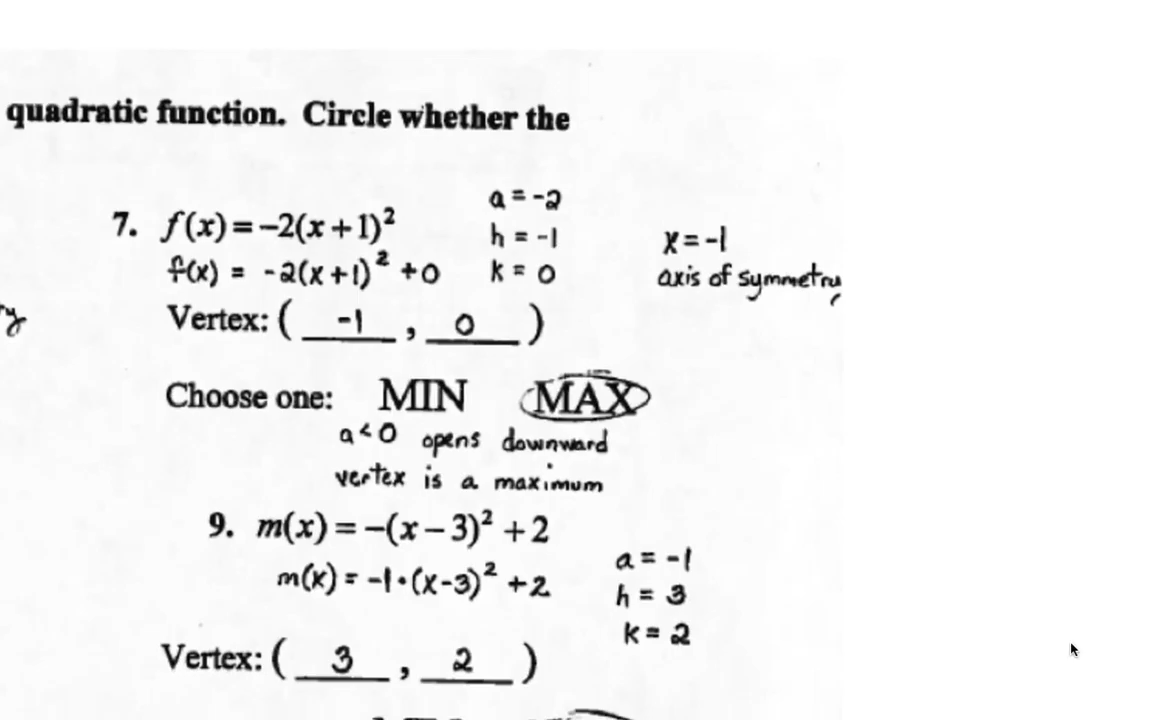 quadratic function. Circle whether the
a = -2
7. f(x) = -2(x+1)² h = -1 x = -1
f(x) = -2(x+1)² +0 k = 0 axis of symmetry
y
Vertex: ( -1 , 0 )
Choose one: MIN MAX
a<0 opens downward
vertex is a maximum
9. m(x) = -(x-3)² + 2
a = -1
m(x) = -1·(x-3)² +2 h = 3
k = 2
Vertex: ( 3 , 2 )